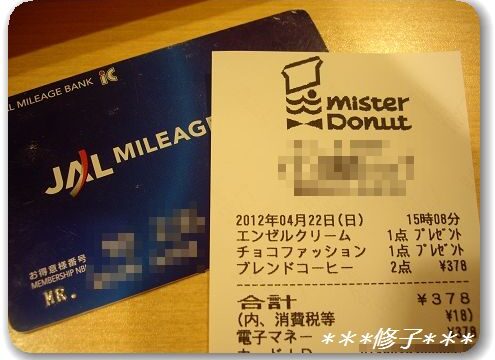 JAL MILEAGE BANK IC
JAL MILEAGE
お得意様番号
MEMBERSHIP NB
MR.
mister
Donut
2012年04月22日(日) 15時08分
エンゼルクリーム 1点 プレゼント
チョコファッション 1点 プレゼント
ブレンドコーヒー 2点 ¥378
合計 ¥378
(内、消費税等 ¥18)
電子マネー ¥378
***修子***